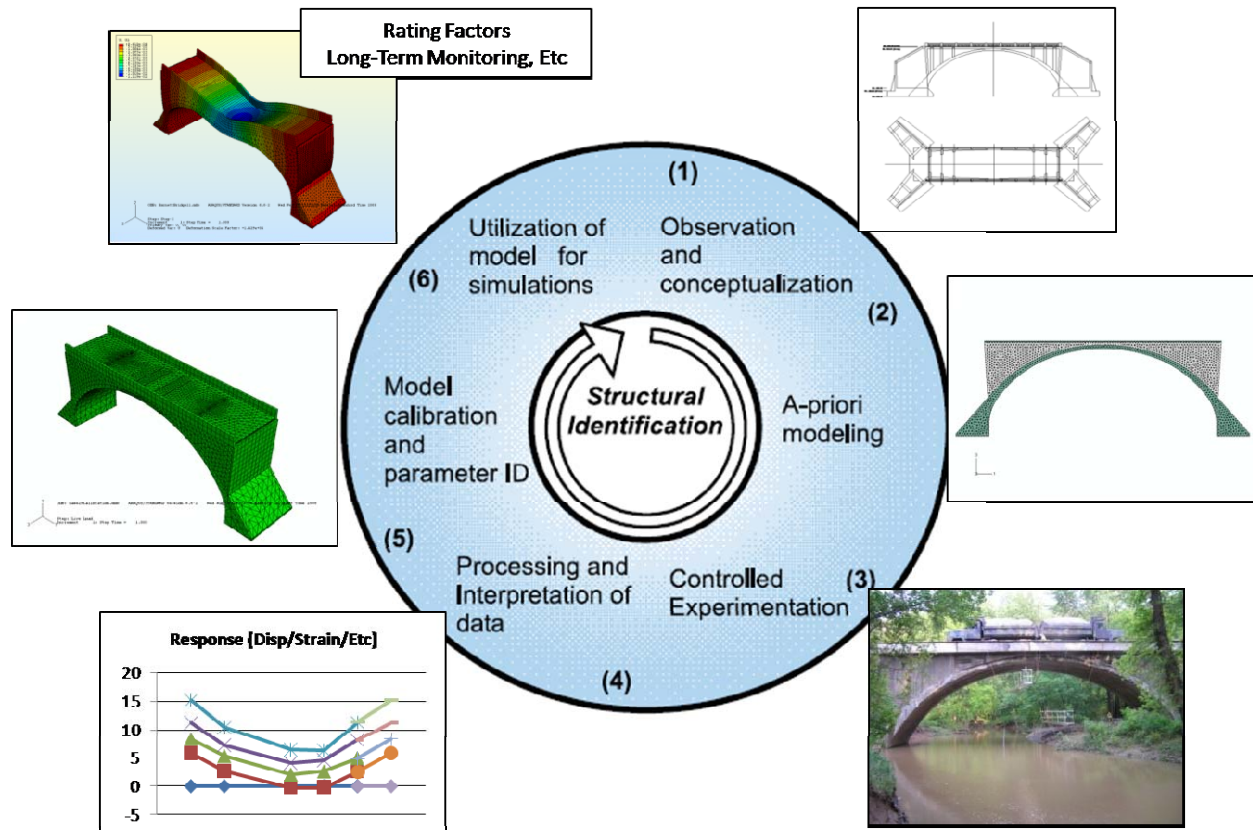 Rating Factors
Long-Term Monitoring, Etc
(1)
Observation
and
conceptualization
(2)
A-priori
modeling
(3)
Controlled
Experimentation
(4)
Processing and
Interpretation of
data
(5)
Model
calibration
and
parameter ID
(6)
Utilization of
model for
simulations
Structural
Identification
Response (Disp/Strain/Etc)
20
15
10
5
0
-5